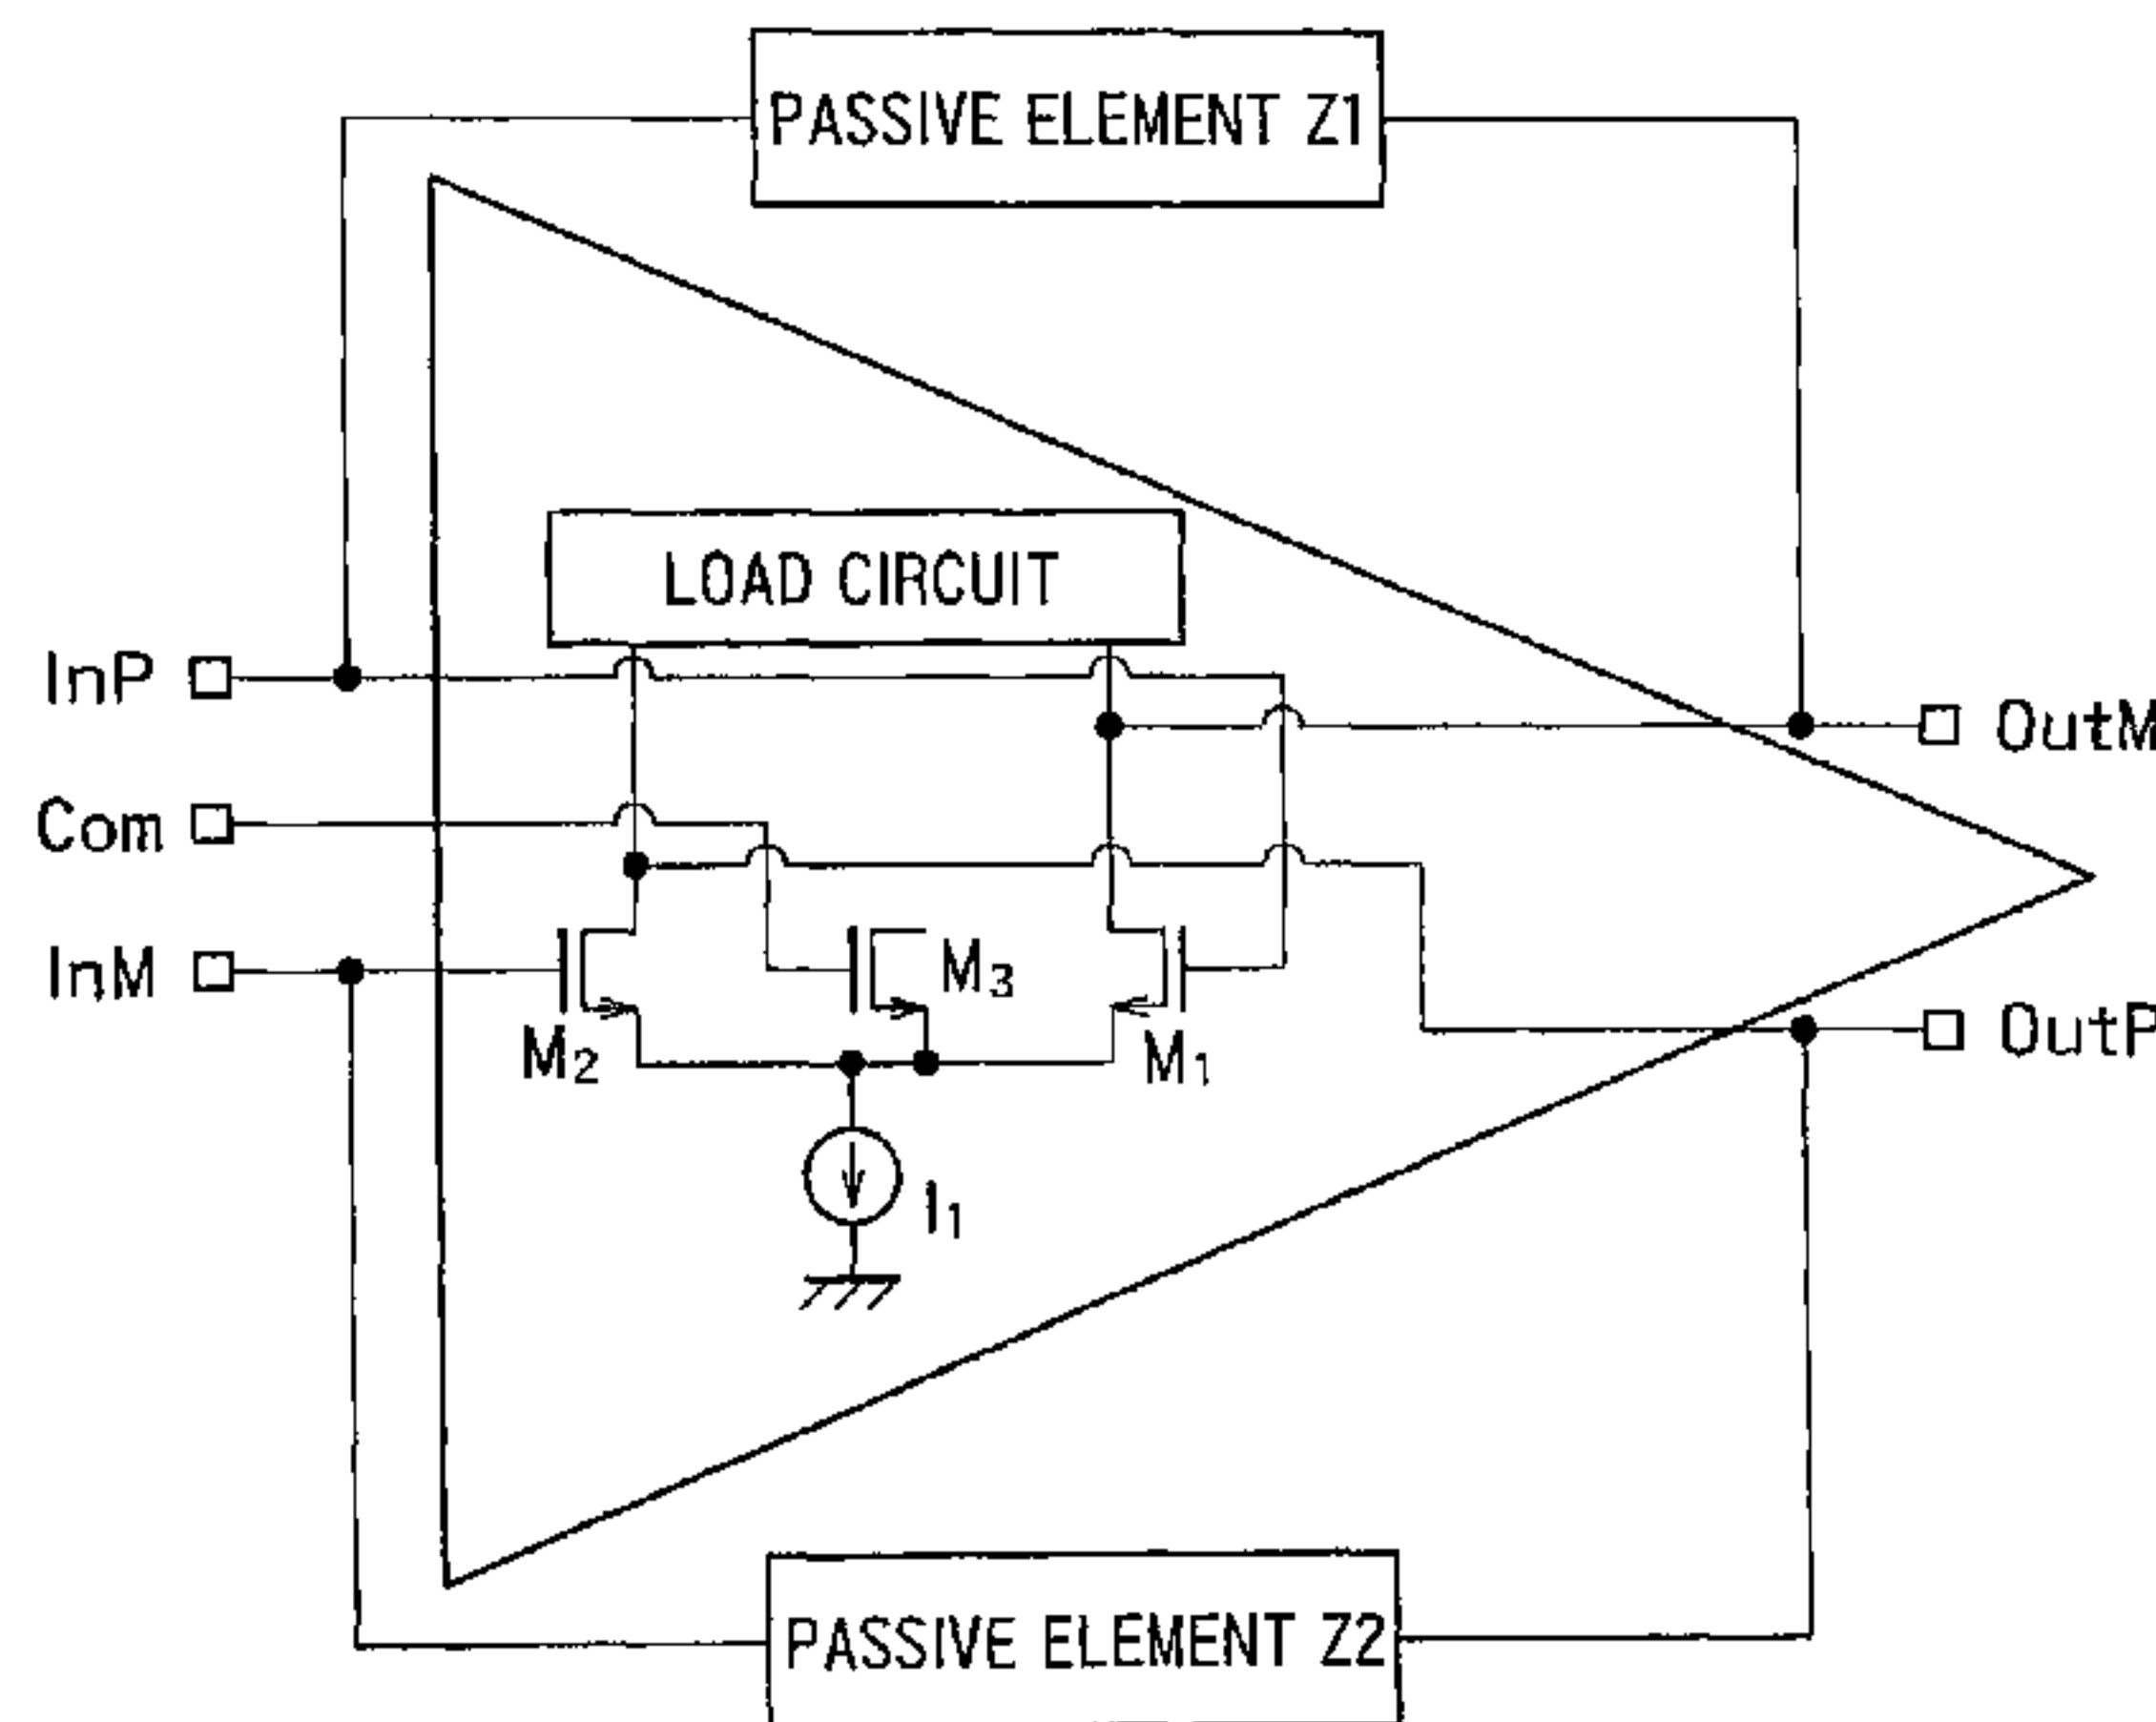 PASSIVE ELEMENT Z1
LOAD CIRCUIT
InP
OutM
Com
InM
M3
OutP
M2
M1
I1
PASSIVE ELEMENT Z2